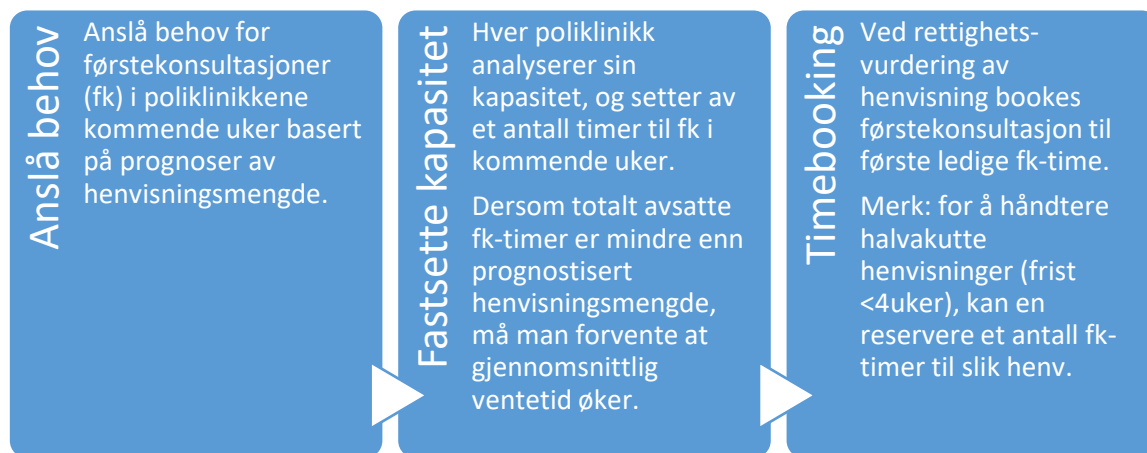 Anslå behov
Anslå behov for
førstekonsultasjoner
(fk) i poliklinikkene
kommende uker basert
på prognoser av
henvisningsmengde.
Fastsette kapasitet
Hver poliklinikk
analyserer sin
kapasitet, og setter av
et antall timer til fk i
kommende uker.
Dersom totalt avsatte
fk-timer er mindre enn
prognostisert
henvisningsmengde,
må man forvente at
gjennomsnittlig
ventetid øker.
Timebooking
Ved rettighets-
vurdering av
henvisning bookes
førstekonsultasjon til
første ledige fk-time.
Merk: for å håndtere
halvakutte
henvisninger (frist
<4uker), kan en
reservere et antall fk-
timer til slik henv.